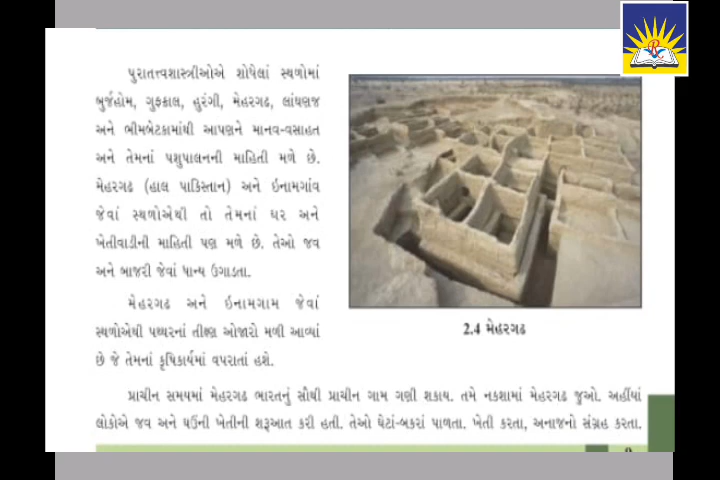 પુરાતત્ત્વશાસ્ત્રીઓએ શોધેલાં સ્થળોમાં
બુર્જહોમ, ગુફક્રાલ, હુરંગી, મેહરગઢ, લાંઘણજ
અને ભીમબેટકામાંથી આપણને માનવ-વસાહત
અને તેમનાં પશુપાલનની માહિતી મળે છે.
મેહરગઢ (હાલ પાકિસ્તાન) અને ઇનામગાંવ
જેવાં સ્થળોએથી તો તેમનાં ઘર અને
ખેતીવાડીની માહિતી પણ મળે છે. તેઓ જવ
અને બાજરી જેવાં ધાન્ય ઉગાડતા.
મેહરગઢ અને ઇનામગામ જેવાં
સ્થળોએથી પથ્થરનાં તીક્ષ્ણ ઓજારો મળી આવ્યાં
છે જે તેમનાં કૃષિકાર્યમાં વપરાતાં હશે.
2.4 મેહરગઢ
પ્રાચીન સમયમાં મેહરગઢ ભારતનું સૌથી પ્રાચીન ગામ ગણી શકાય. તમે નકશામાં મેહરગઢ જુઓ. અહીંયાં
લોકોએ જવ અને ઘઉંની ખેતીની શરૂઆત કરી હતી. તેઓ ઘેટાં-બકરાં પાળતા. ખેતી કરતા, અનાજનો સંગ્રહ કરતા.